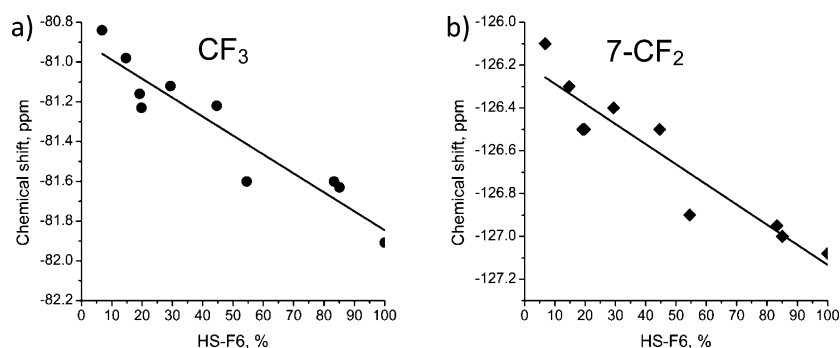 a)
CF₃
Chemical shift, ppm
-80.8
-81.0
-81.2
-81.4
-81.6
-81.8
-82.0
-82.2
0 10 20 30 40 50 60 70 80 90 100
HS-F6, %
b)
7-CF₂
Chemical shift, ppm
-126.0
-126.2
-126.4
-126.6
-126.8
-127.0
-127.2
0 10 20 30 40 50 60 70 80 90 100
HS-F6, %